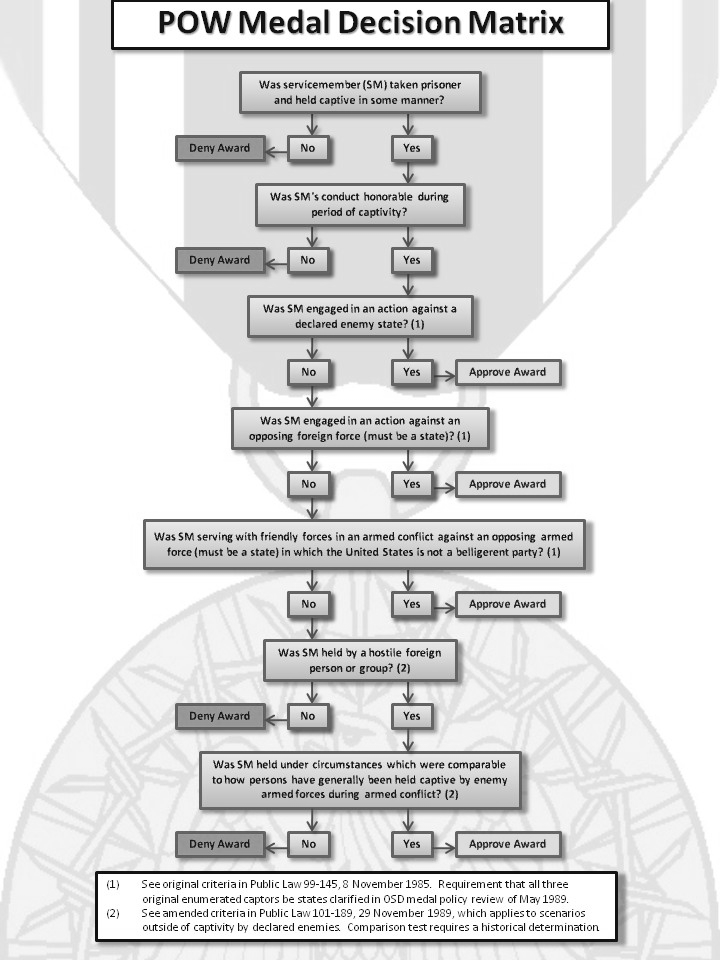 POW Medal Decision Matrix
Was servicemember (SM) taken prisoner
and held captive in some manner?
Deny Award
No
Yes
Was SM's conduct honorable during
period of captivity?
Deny Award
No
Yes
Was SM engaged in an action against a
declared enemy state? (1)
No
Yes
Approve Award
Was SM engaged in an action against an
opposing foreign force (must be a state)? (1)
No
Yes
Approve Award
Was SM serving with friendly forces in an armed conflict against an opposing armed
force (must be a state) in which the United States is not a belligerent party? (1)
No
Yes
Approve Award
Was SM held by a hostile foreign
person or group? (2)
Deny Award
No
Yes
Was SM held under circumstances which were comparable
to how persons have generally been held captive by enemy
armed forces during armed conflict? (2)
Deny Award
No
Yes
Approve Award
(1) See original criteria in Public Law 99-145, 8 November 1985. Requirement that all three
original enumerated captors be states clarified in OSD medal policy review of May 1989.
(2) See amended criteria in Public Law 101-189, 29 November 1989, which applies to scenarios
outside of captivity by declared enemies. Comparison test requires a historical determination.